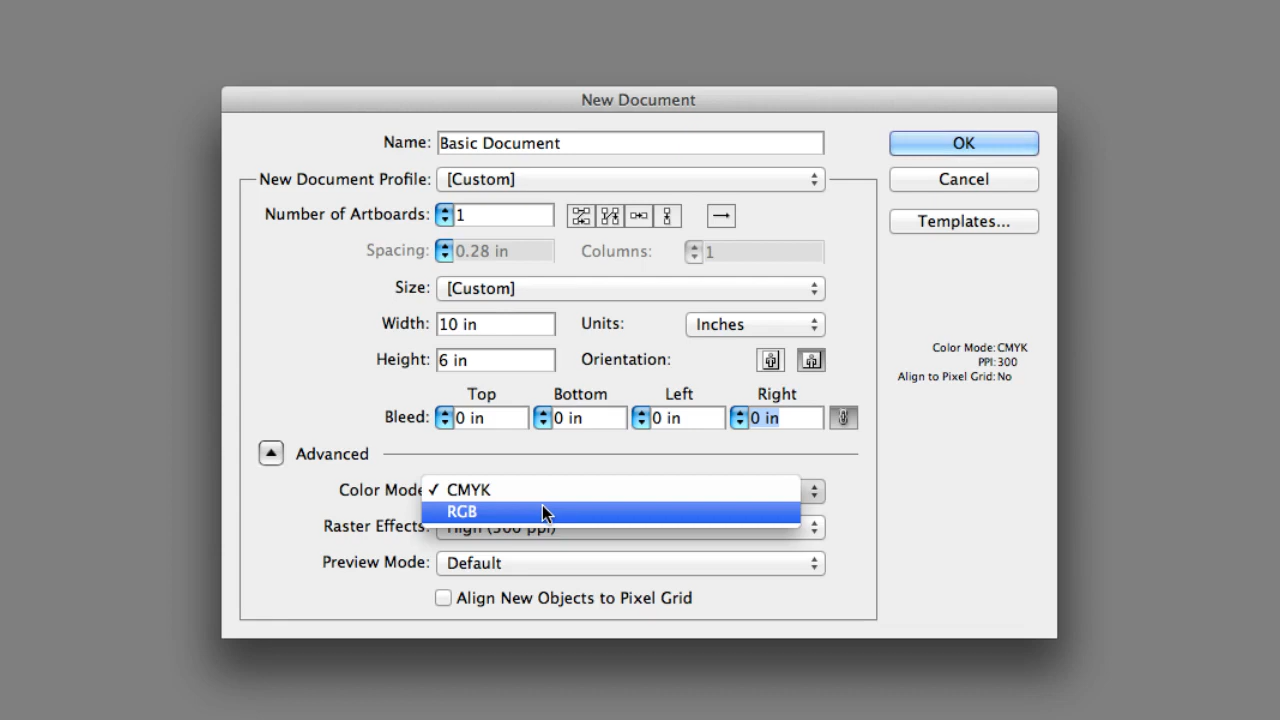 New Document
Name: Basic Document
OK
New Document Profile: [Custom]
Cancel
Number of Artboards: 1
Templates...
Spacing: 0.28 in Columns: 1
Size: [Custom]
Width: 10 in Units: Inches
Height: 6 in Orientation:
Color Mode: CMYK
PPI: 300
Align to Pixel Grid: No
Top Bottom Left Right
Bleed: 0 in 0 in 0 in 0 in
Advanced
Color Mode ✓ CMYK
RGB
Raster Effects: High (300 ppi)
Preview Mode: Default
Align New Objects to Pixel Grid